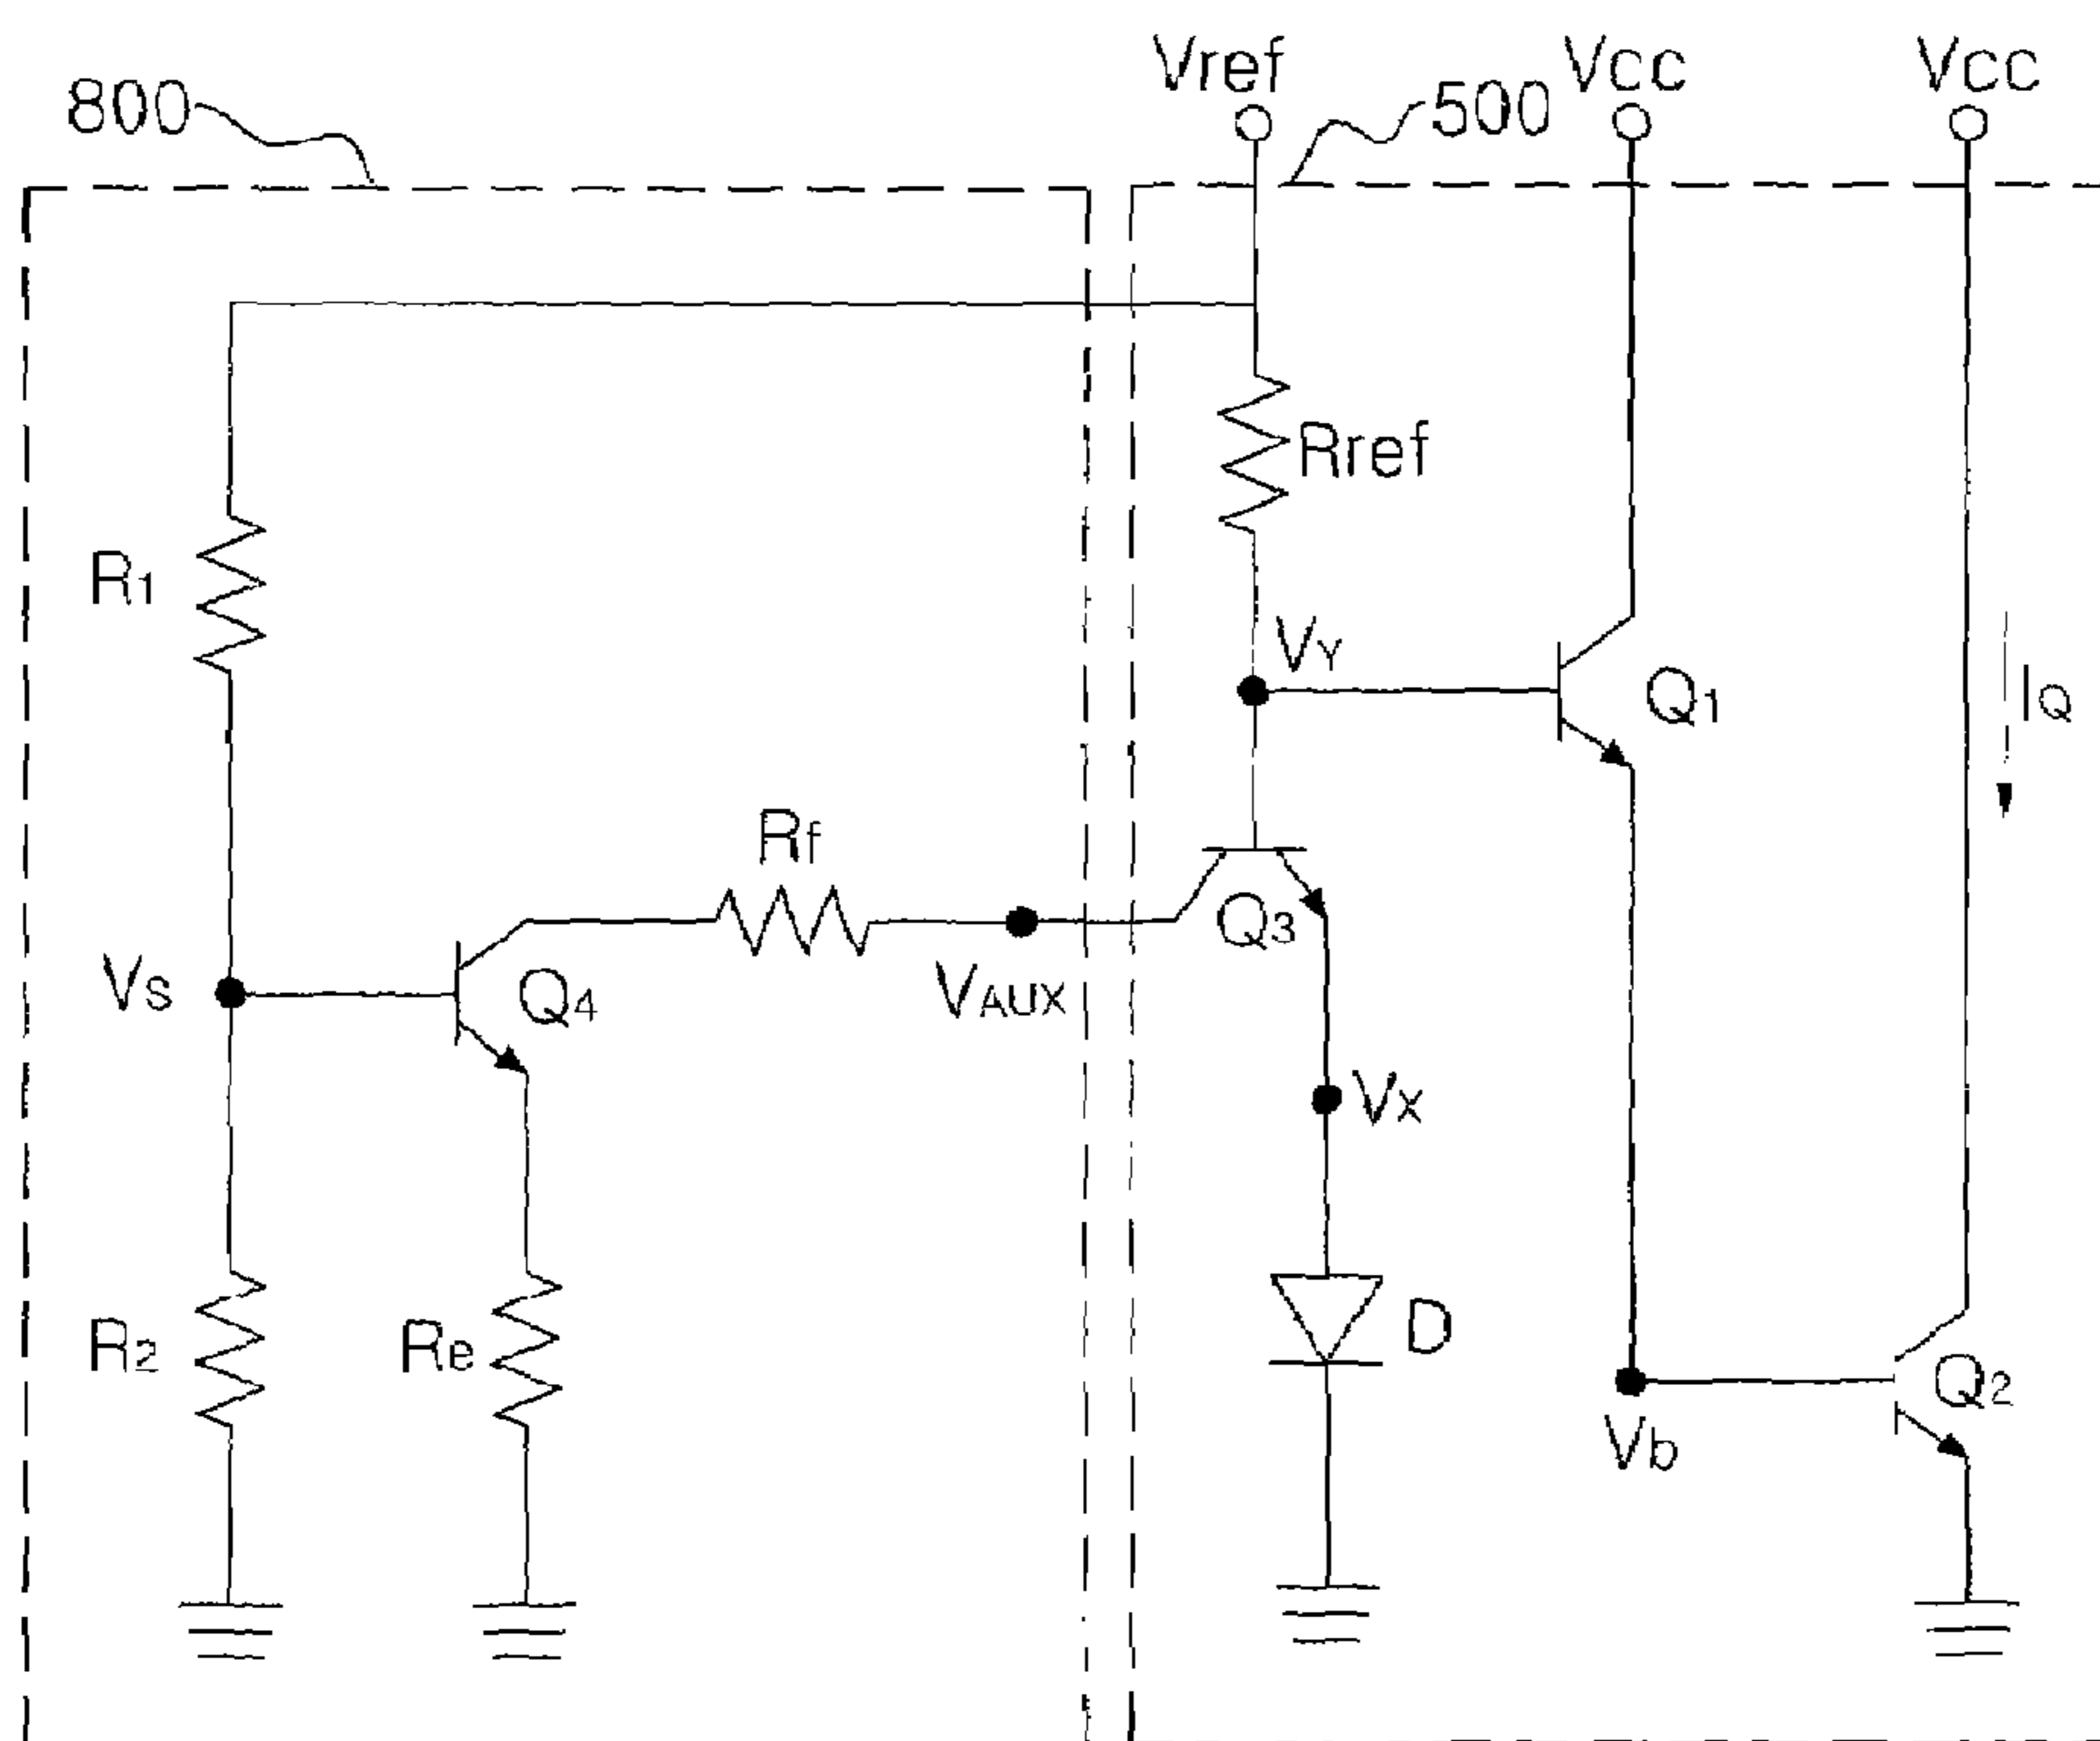 Vref
Vcc
Vcc
800
500
Rref
R1
VY
Q1
IQ
Rf
Q3
Vs
Q4
VAUX
Vx
D
R2
Re
Q2
Vb